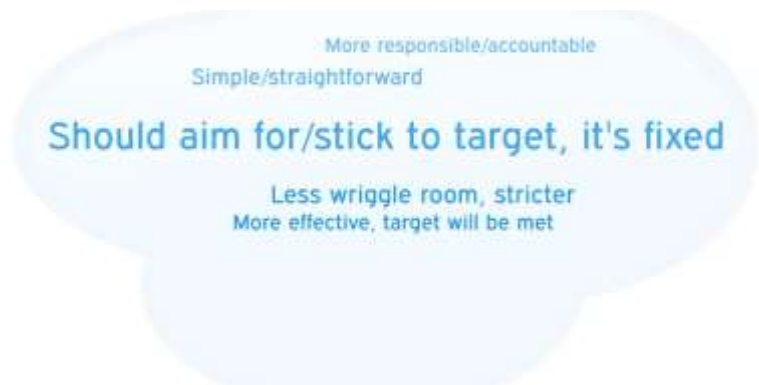 More responsible/accountable
Simple/straightforward
Should aim for/stick to target, it's fixed
Less wriggle room, stricter
More effective, target will be met